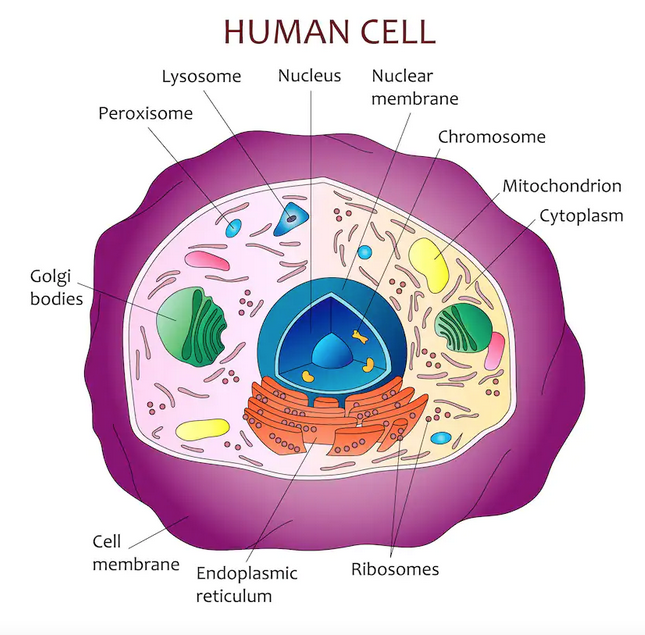 HUMAN CELL
Lysosome
Nucleus
Nuclear
membrane
Peroxisome
Chromosome
Mitochondrion
Cytoplasm
Golgi
bodies
Cell
membrane
Endoplasmic
reticulum
Ribosomes